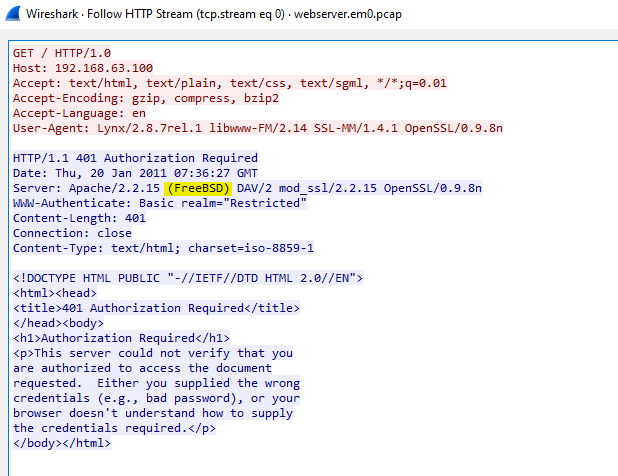 Wireshark · Follow HTTP Stream (tcp.stream eq 0) · webserver.em0.pcap
GET / HTTP/1.0
Host: 192.168.63.100
Accept: text/html, text/plain, text/css, text/sgml, */*;q=0.01
Accept-Encoding: gzip, compress, bzip2
Accept-Language: en
User-Agent: Lynx/2.8.7rel.1 libwww-FM/2.14 SSL-MM/1.4.1 OpenSSL/0.9.8n
HTTP/1.1 401 Authorization Required
Date: Thu, 20 Jan 2011 07:36:27 GMT
Server: Apache/2.2.15 (FreeBSD) DAV/2 mod_ssl/2.2.15 OpenSSL/0.9.8n
WWW-Authenticate: Basic realm="Restricted"
Content-Length: 401
Connection: close
Content-Type: text/html; charset=iso-8859-1
<!DOCTYPE HTML PUBLIC "-//IETF//DTD HTML 2.0//EN">
<html><head>
<title>401 Authorization Required</title>
</head><body>
<h1>Authorization Required</h1>
<p>This server could not verify that you
are authorized to access the document
requested.  Either you supplied the wrong
credentials (e.g., bad password), or your
browser doesn't understand how to supply
the credentials required.</p>
</body></html>